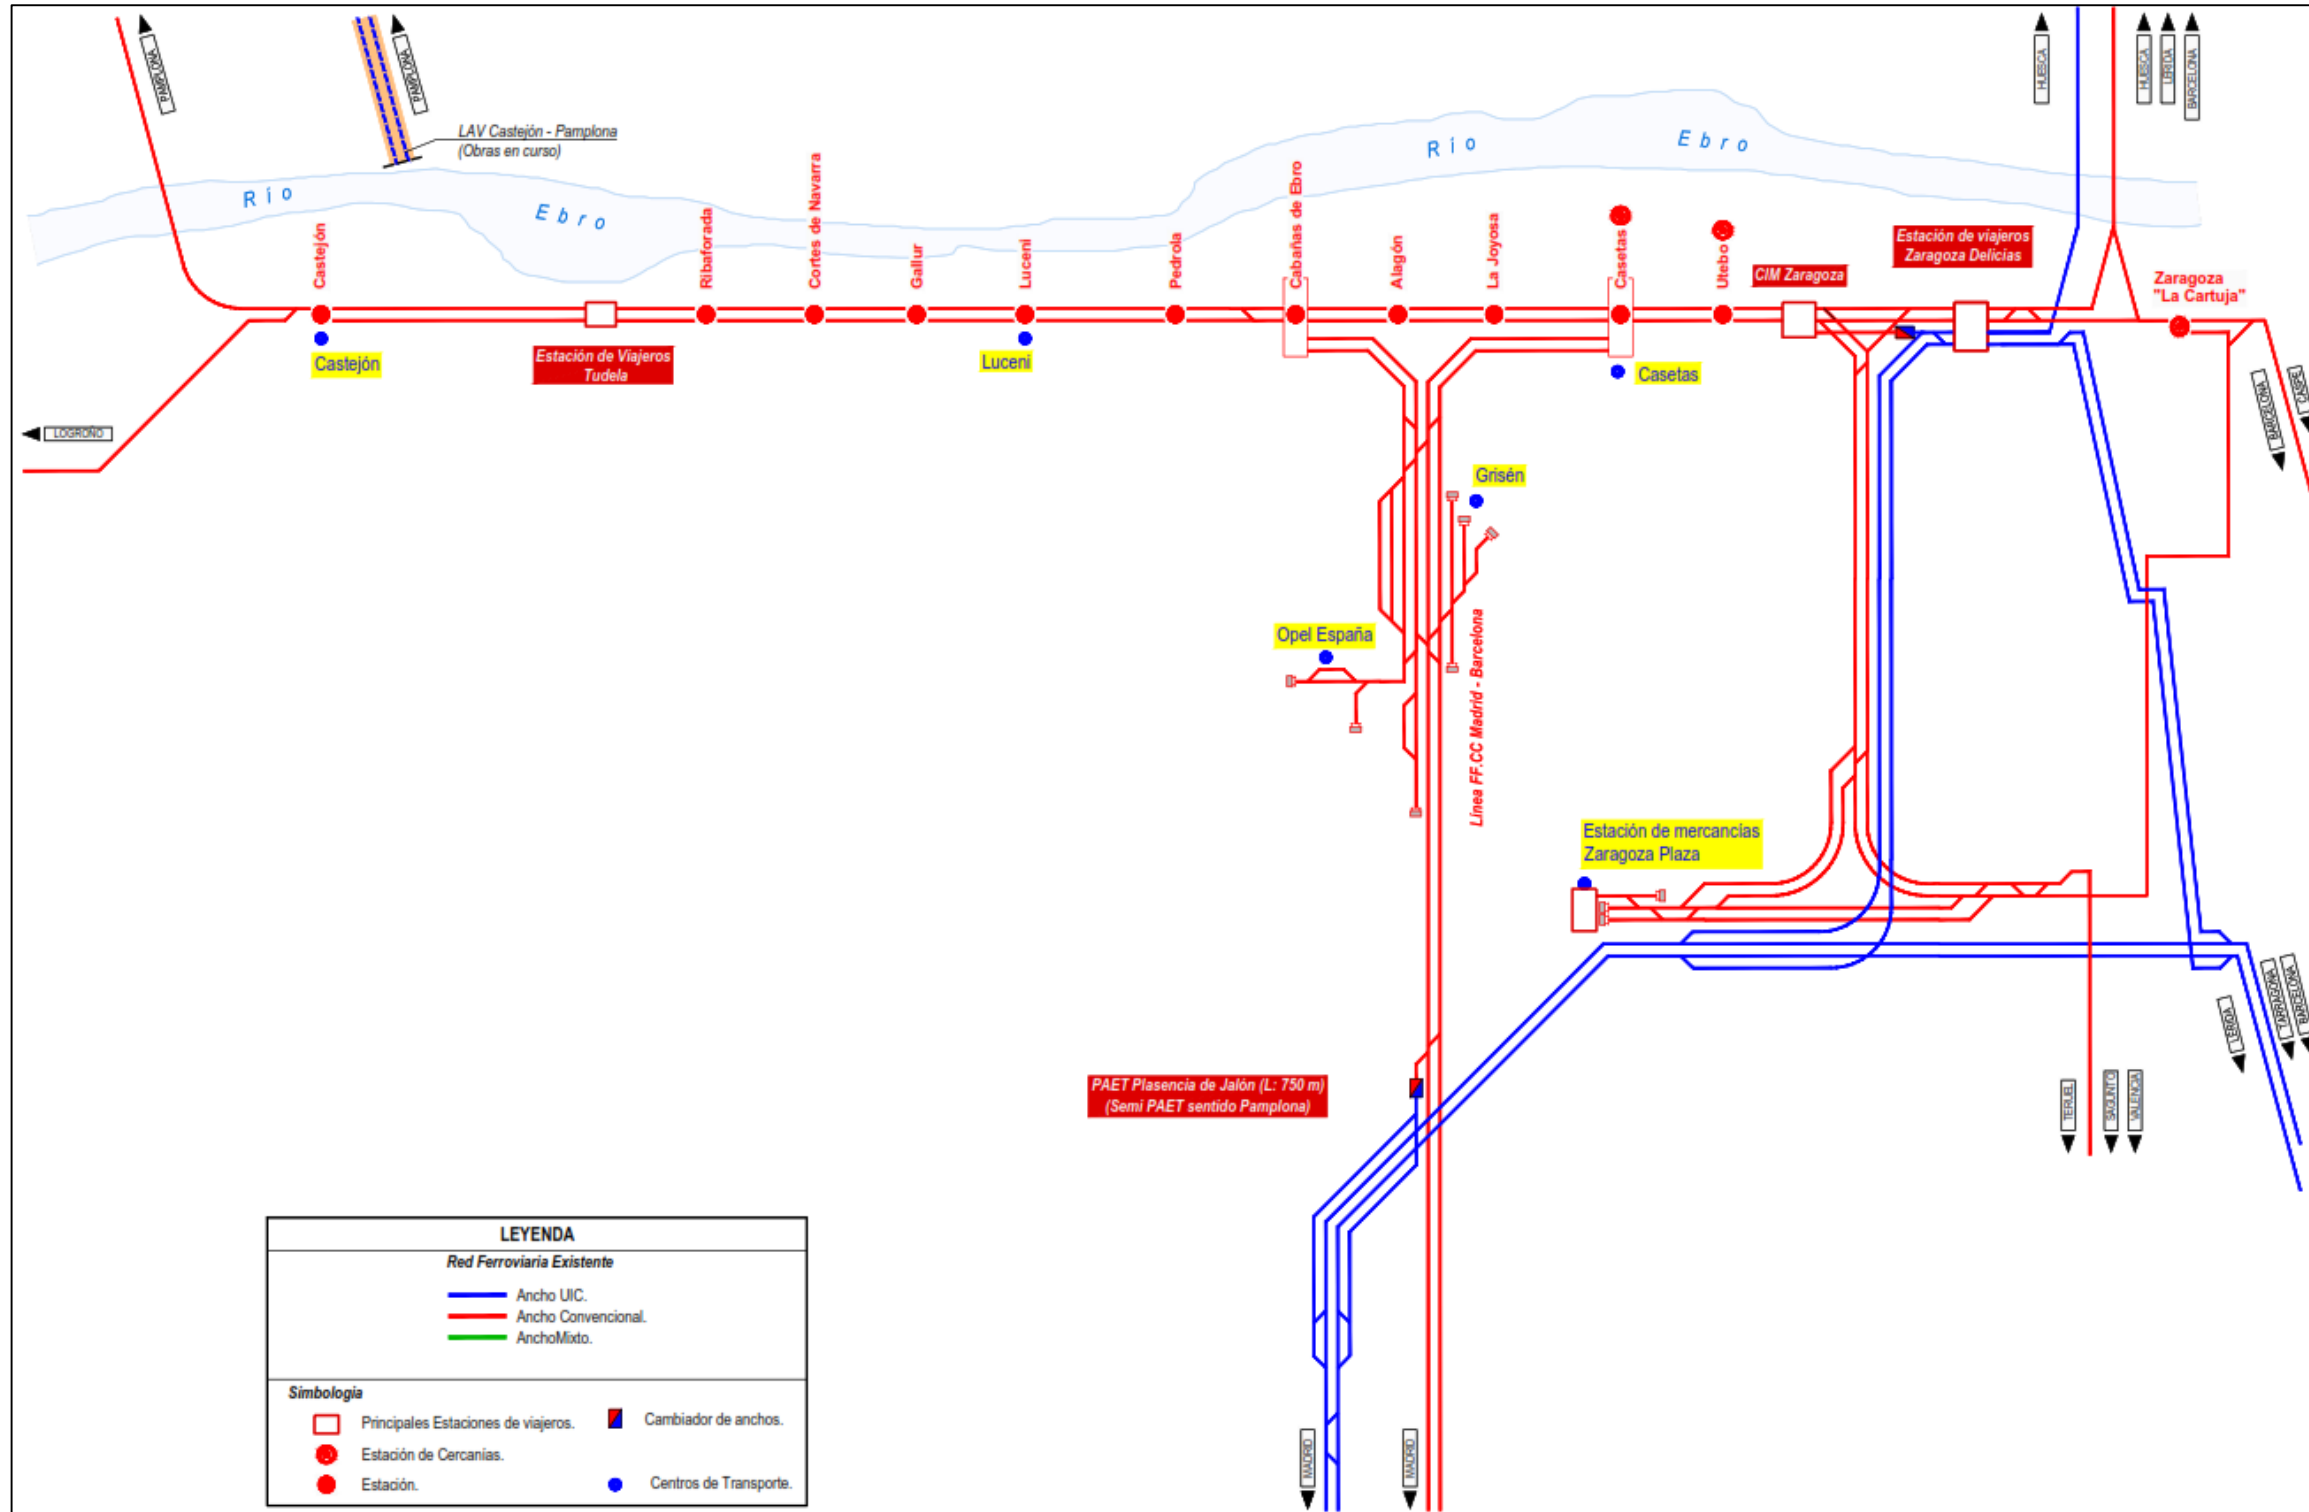 PAMPLONA
PAMPLONA
LAV Castejón - Pamplona
(Obras en curso)
HUESCA
HUESCA
LERIDA
BARCELONA
Río
Ebro
Río
Ebro
Castejón
Ribaforada
Cortes de Navarra
Gallur
Luceni
Pedrola
Cabañas de Ebro
Alagón
La Joyosa
Casetas
Utebo
CIM Zaragoza
Estación de viajeros
Zaragoza Delicias
Zaragoza
"La Cartuja"
Castejón
Estación de Viajeros
Tudela
Luceni
Casetas
LOGROÑO
BARCELONA
CASPE
Grisén
Opel España
Línea FF.CC Madrid - Barcelona
Estación de mercancías
Zaragoza Plaza
LERIDA
TARRAGONA
BARCELONA
PAET Plasencia de Jalón (L: 750 m)
(Semi PAET sentido Pamplona)
TERUEL
SAGUNTO
VALENCIA
MADRID
MADRID
LEYENDA
Red Ferroviaria Existente
Ancho UIC.
Ancho Convencional.
AnchoMixto.
Simbología
Principales Estaciones de viajeros.
Cambiador de anchos.
Estación de Cercanías.
Estación.
Centros de Transporte.